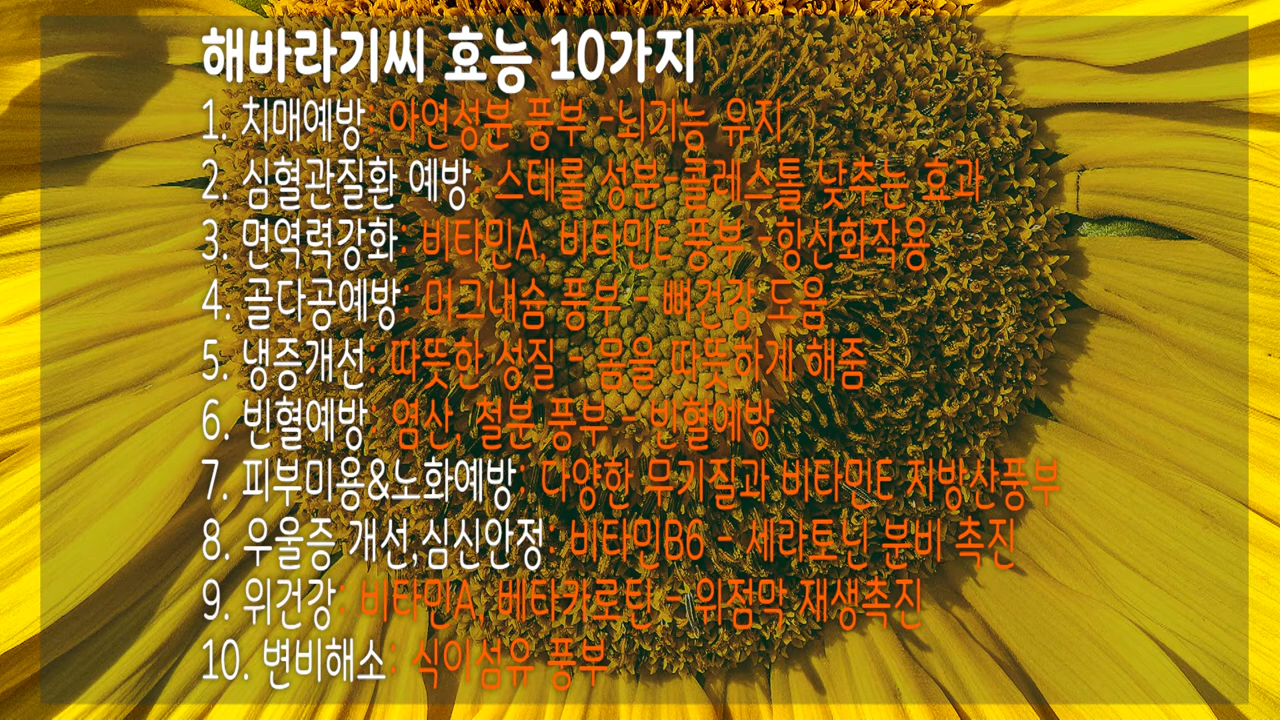 해바라기씨 효능 10가지
1. 치매예방: 아연성분 풍부 -뇌기능 유지
2. 심혈관질환 예방: 스테롤 성분-콜레스톨 낮추는 효과
3. 면역력강화: 비타민A, 비타민E 풍부 -항산화작용
4. 골다공예방: 머그내슘 풍부 - 뼈건강 도움
5. 냉증개선: 따뜻한 성질 - 몸을 따뜻하게 해줌
6. 빈혈예방: 염산, 철분 풍부 - 빈혈예방
7. 피부미용&노화예방: 다양한 무기질과 비타민E 지방산풍부
8. 우울증 개선,심신안정: 비타민B6 - 세라토닌 분비 촉진
9. 위건강: 비타민A, 베타카로틴 - 위점막 재생촉진
10. 변비해소: 식이섬유 풍부